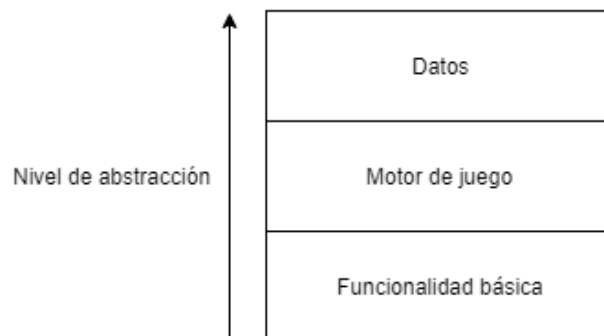 Datos
Nivel de abstracción
Motor de juego
Funcionalidad básica